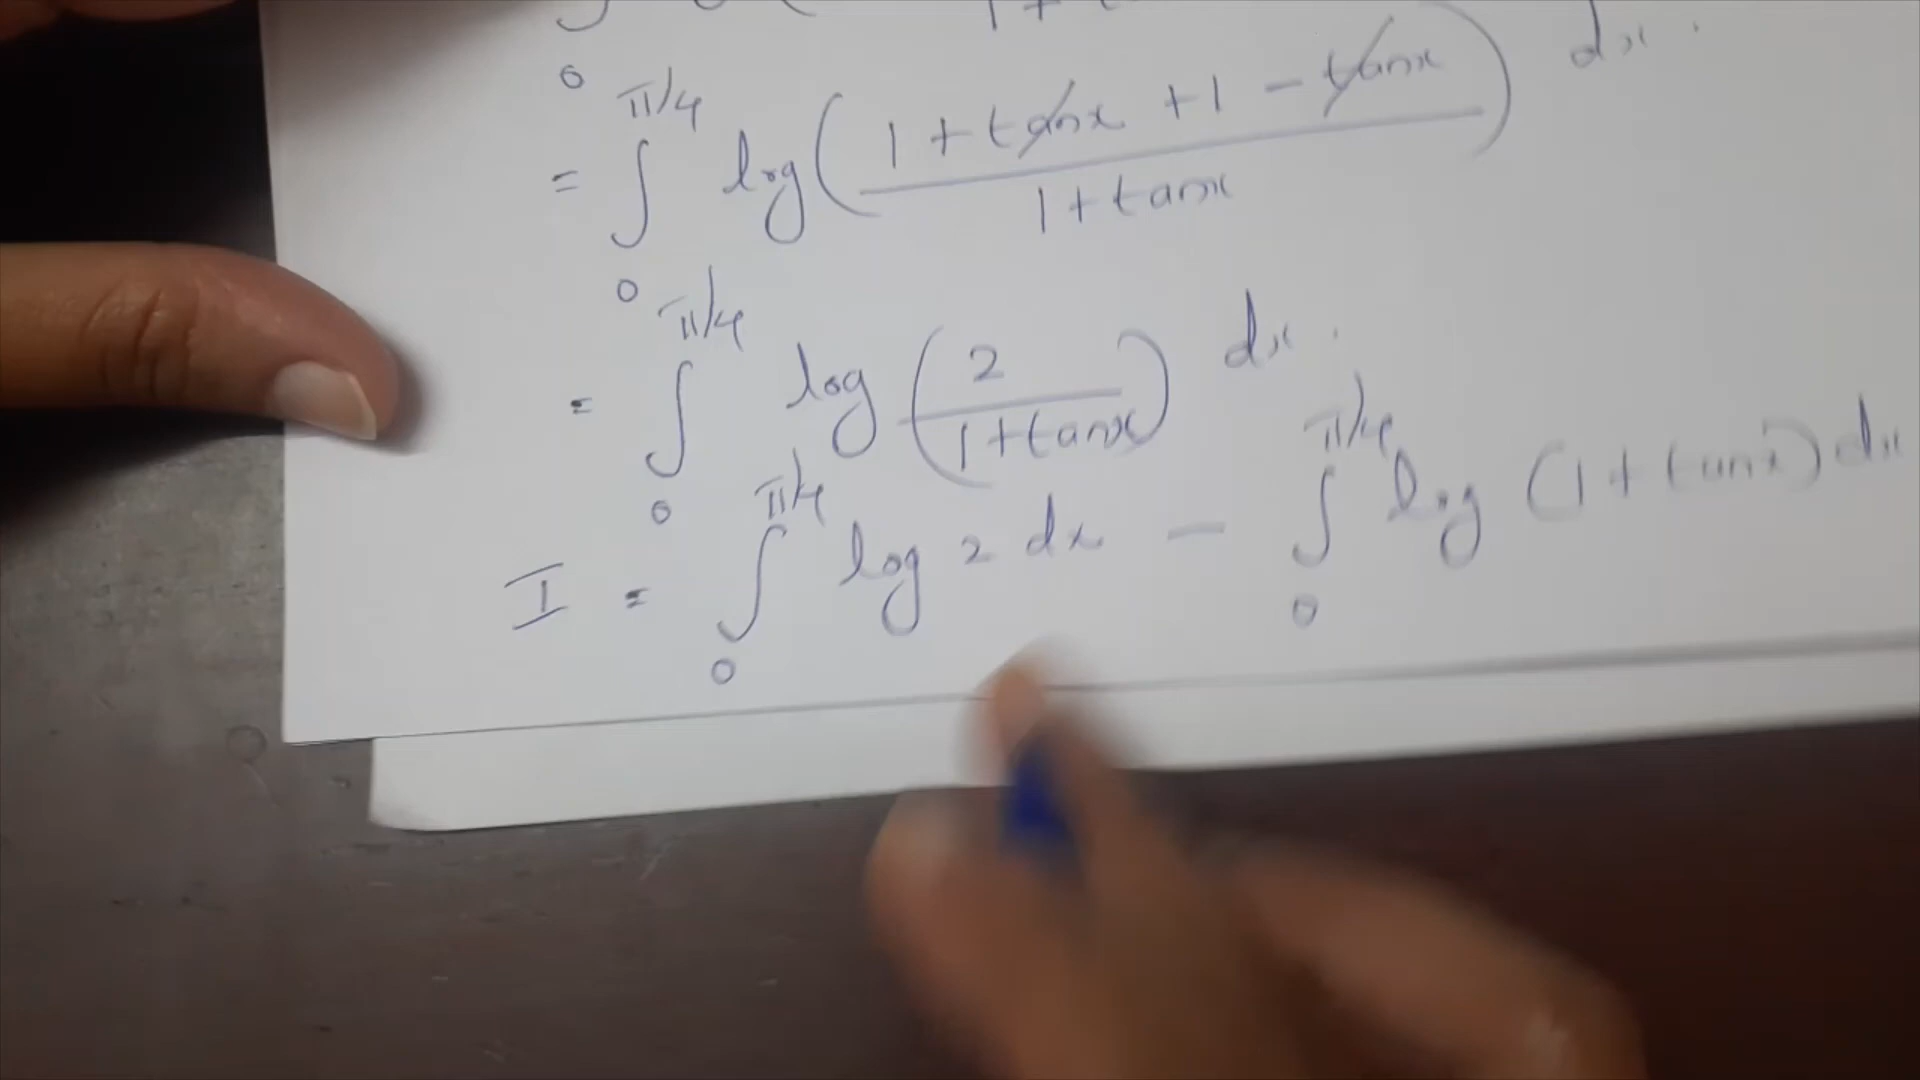 0
π/4
= ∫ log( (1 + tanx + 1 - tanx) / (1 + tanx) ) dx.
0
π/4
= ∫ log( 2 / (1 + tanx) ) dx.
0
π/4 π/4
I = ∫ log 2 dx - ∫ log (1 + tanx) dx
0 0